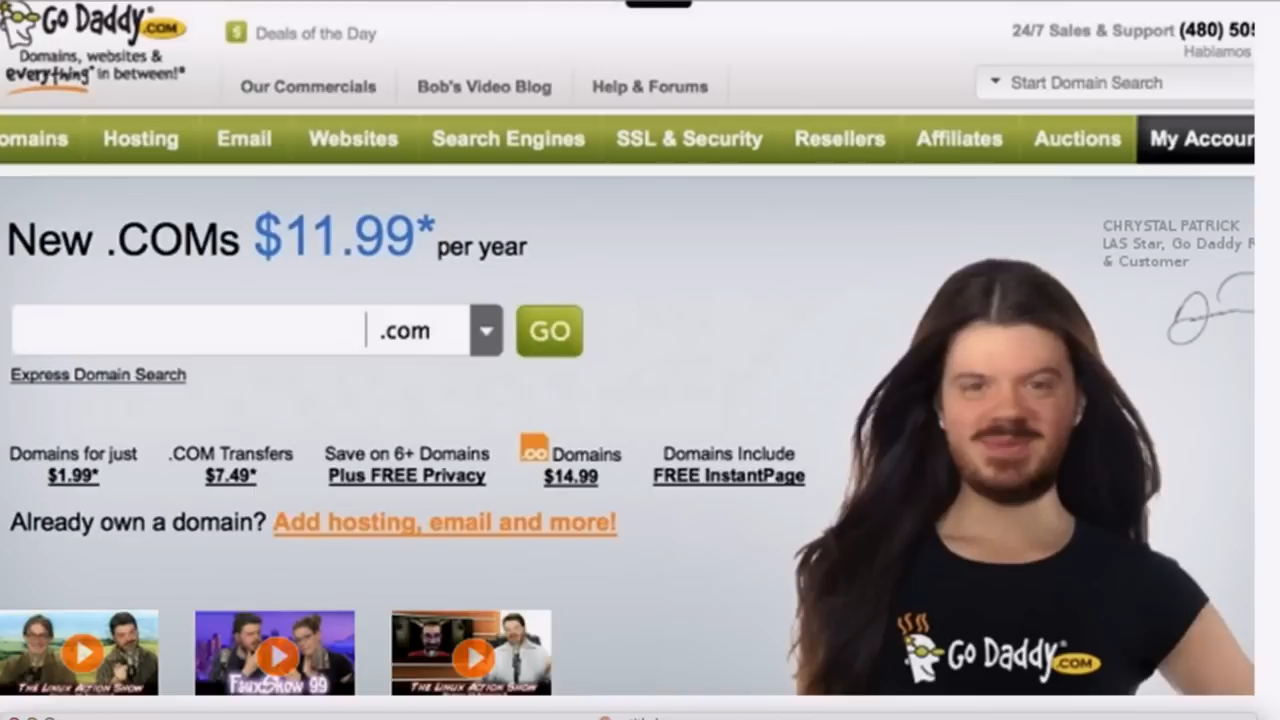 Go Daddy.COM
Domains, websites &
everything* in between!*
Deals of the Day
24/7 Sales & Support (480)
Hablamos
Our Commercials
Bob's Video Blog
Help & Forums
Start Domain Search
omains
Hosting
Email
Websites
Search Engines
SSL & Security
Resellers
Affiliates
Auctions
My Accoun
New .COMs $11.99* per year
CHRYSTAL PATRICK
LAS Star, Go Daddy
& Customer
.com
GO
Express Domain Search
Domains for just
$1.99*
.COM Transfers
$7.49*
Save on 6+ Domains
Plus FREE Privacy
.co Domains
$14.99
Domains Include
FREE InstantPage
Already own a domain? Add hosting, email and more!
THE LINUX ACTION SHOW
FauxShow 99
THE LINUX ACTION SHOW
Go Daddy.COM